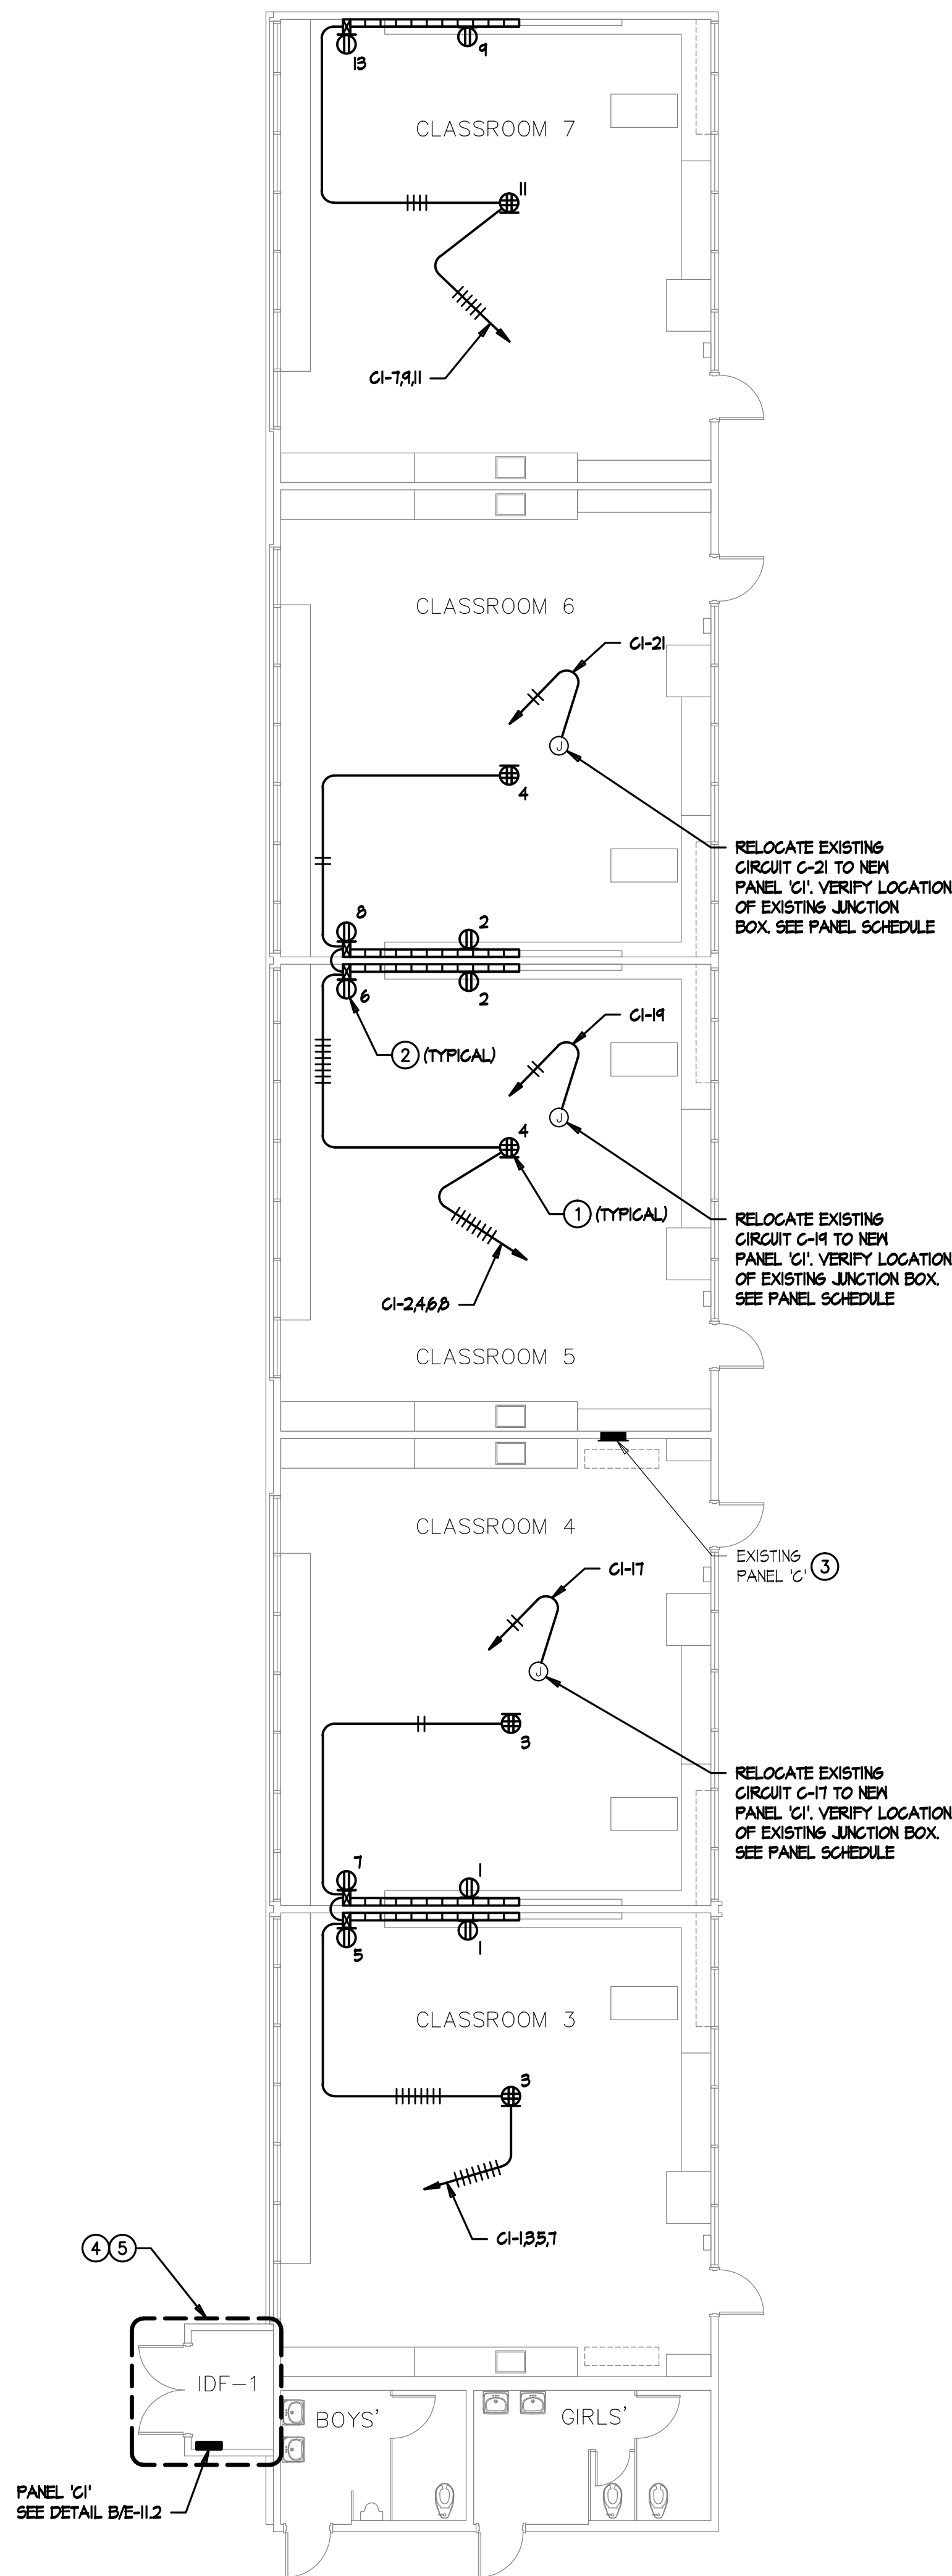 13
9
CLASSROOM 7
11
C1-7,9,11
CLASSROOM 6
C1-21
J
4
RELOCATE EXISTING
CIRCUIT C-21 TO NEW
PANEL 'C1'. VERIFY LOCATION
OF EXISTING JUNCTION
BOX. SEE PANEL SCHEDULE
8
2
6
2
C1-19
2 (TYPICAL)
J
4
1 (TYPICAL)
RELOCATE EXISTING
CIRCUIT C-19 TO NEW
PANEL 'C1'. VERIFY LOCATION
OF EXISTING JUNCTION BOX.
SEE PANEL SCHEDULE
C1-2,4,6,8
CLASSROOM 5
CLASSROOM 4
EXISTING
PANEL 'C' 3
C1-17
J
3
RELOCATE EXISTING
CIRCUIT C-17 TO NEW
PANEL 'C1'. VERIFY LOCATION
OF EXISTING JUNCTION BOX.
SEE PANEL SCHEDULE
7
1
5
1
CLASSROOM 3
3
C1-1,3,5,7
4 5
IDF-1
BOYS'
GIRLS'
PANEL 'C1'
SEE DETAIL B/E-11.2